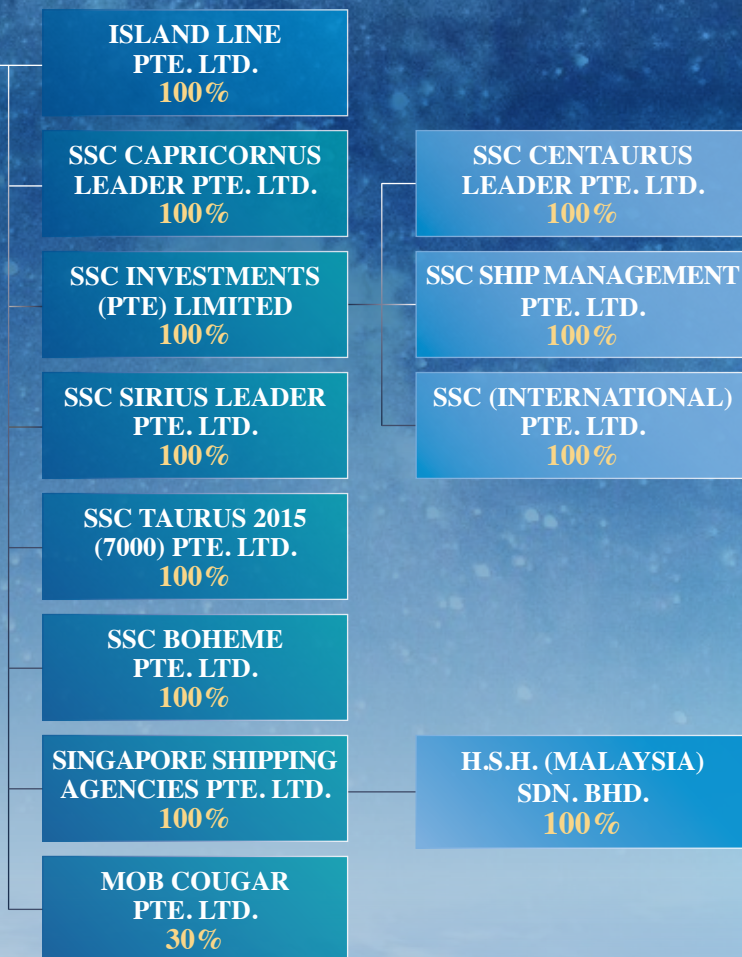 ISLAND LINE
PTE. LTD.
100%
SSC CAPRICORNUS
LEADER PTE. LTD.
100%
SSC INVESTMENTS
(PTE) LIMITED
100%
SSC SIRIUS LEADER
PTE. LTD.
100%
SSC TAURUS 2015
(7000) PTE. LTD.
100%
SSC BOHEME
PTE. LTD.
100%
SINGAPORE SHIPPING
AGENCIES PTE. LTD.
100%
MOB COUGAR
PTE. LTD.
30%
SSC CENTAURUS
LEADER PTE. LTD.
100%
SSC SHIP MANAGEMENT
PTE. LTD.
100%
SSC (INTERNATIONAL)
PTE. LTD.
100%
H.S.H. (MALAYSIA)
SDN. BHD.
100%